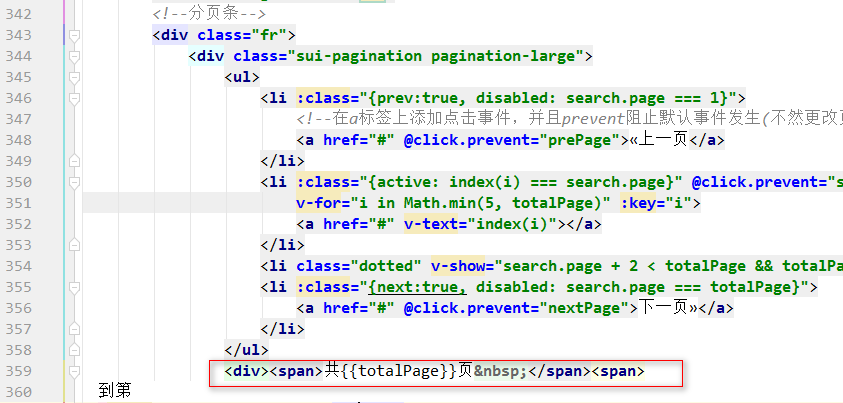 342 <!--分页条-->
343 <div class="fr">
344 <div class="sui-pagination pagination-large">
345 <ul>
346 <li :class="{prev:true, disabled: search.page === 1}">
347 <!--在a标签上添加点击事件，并且prevent阻止默认事件发生(不然更改页
348 <a href="#" @click.prevent="prePage">«上一页</a>
349 </li>
350 <li :class="{active: index(i) === search.page}" @click.prevent="s
351 v-for="i in Math.min(5, totalPage)" :key="i">
352 <a href="#" v-text="index(i)"></a>
353 </li>
354 <li class="dotted" v-show="search.page + 2 < totalPage && totalPa
355 <li :class="{next:true, disabled: search.page === totalPage}">
356 <a href="#" @click.prevent="nextPage">下一页»</a>
357 </li>
358 </ul>
359 <div><span>共{{totalPage}}页&nbsp;</span><span>
360 到第